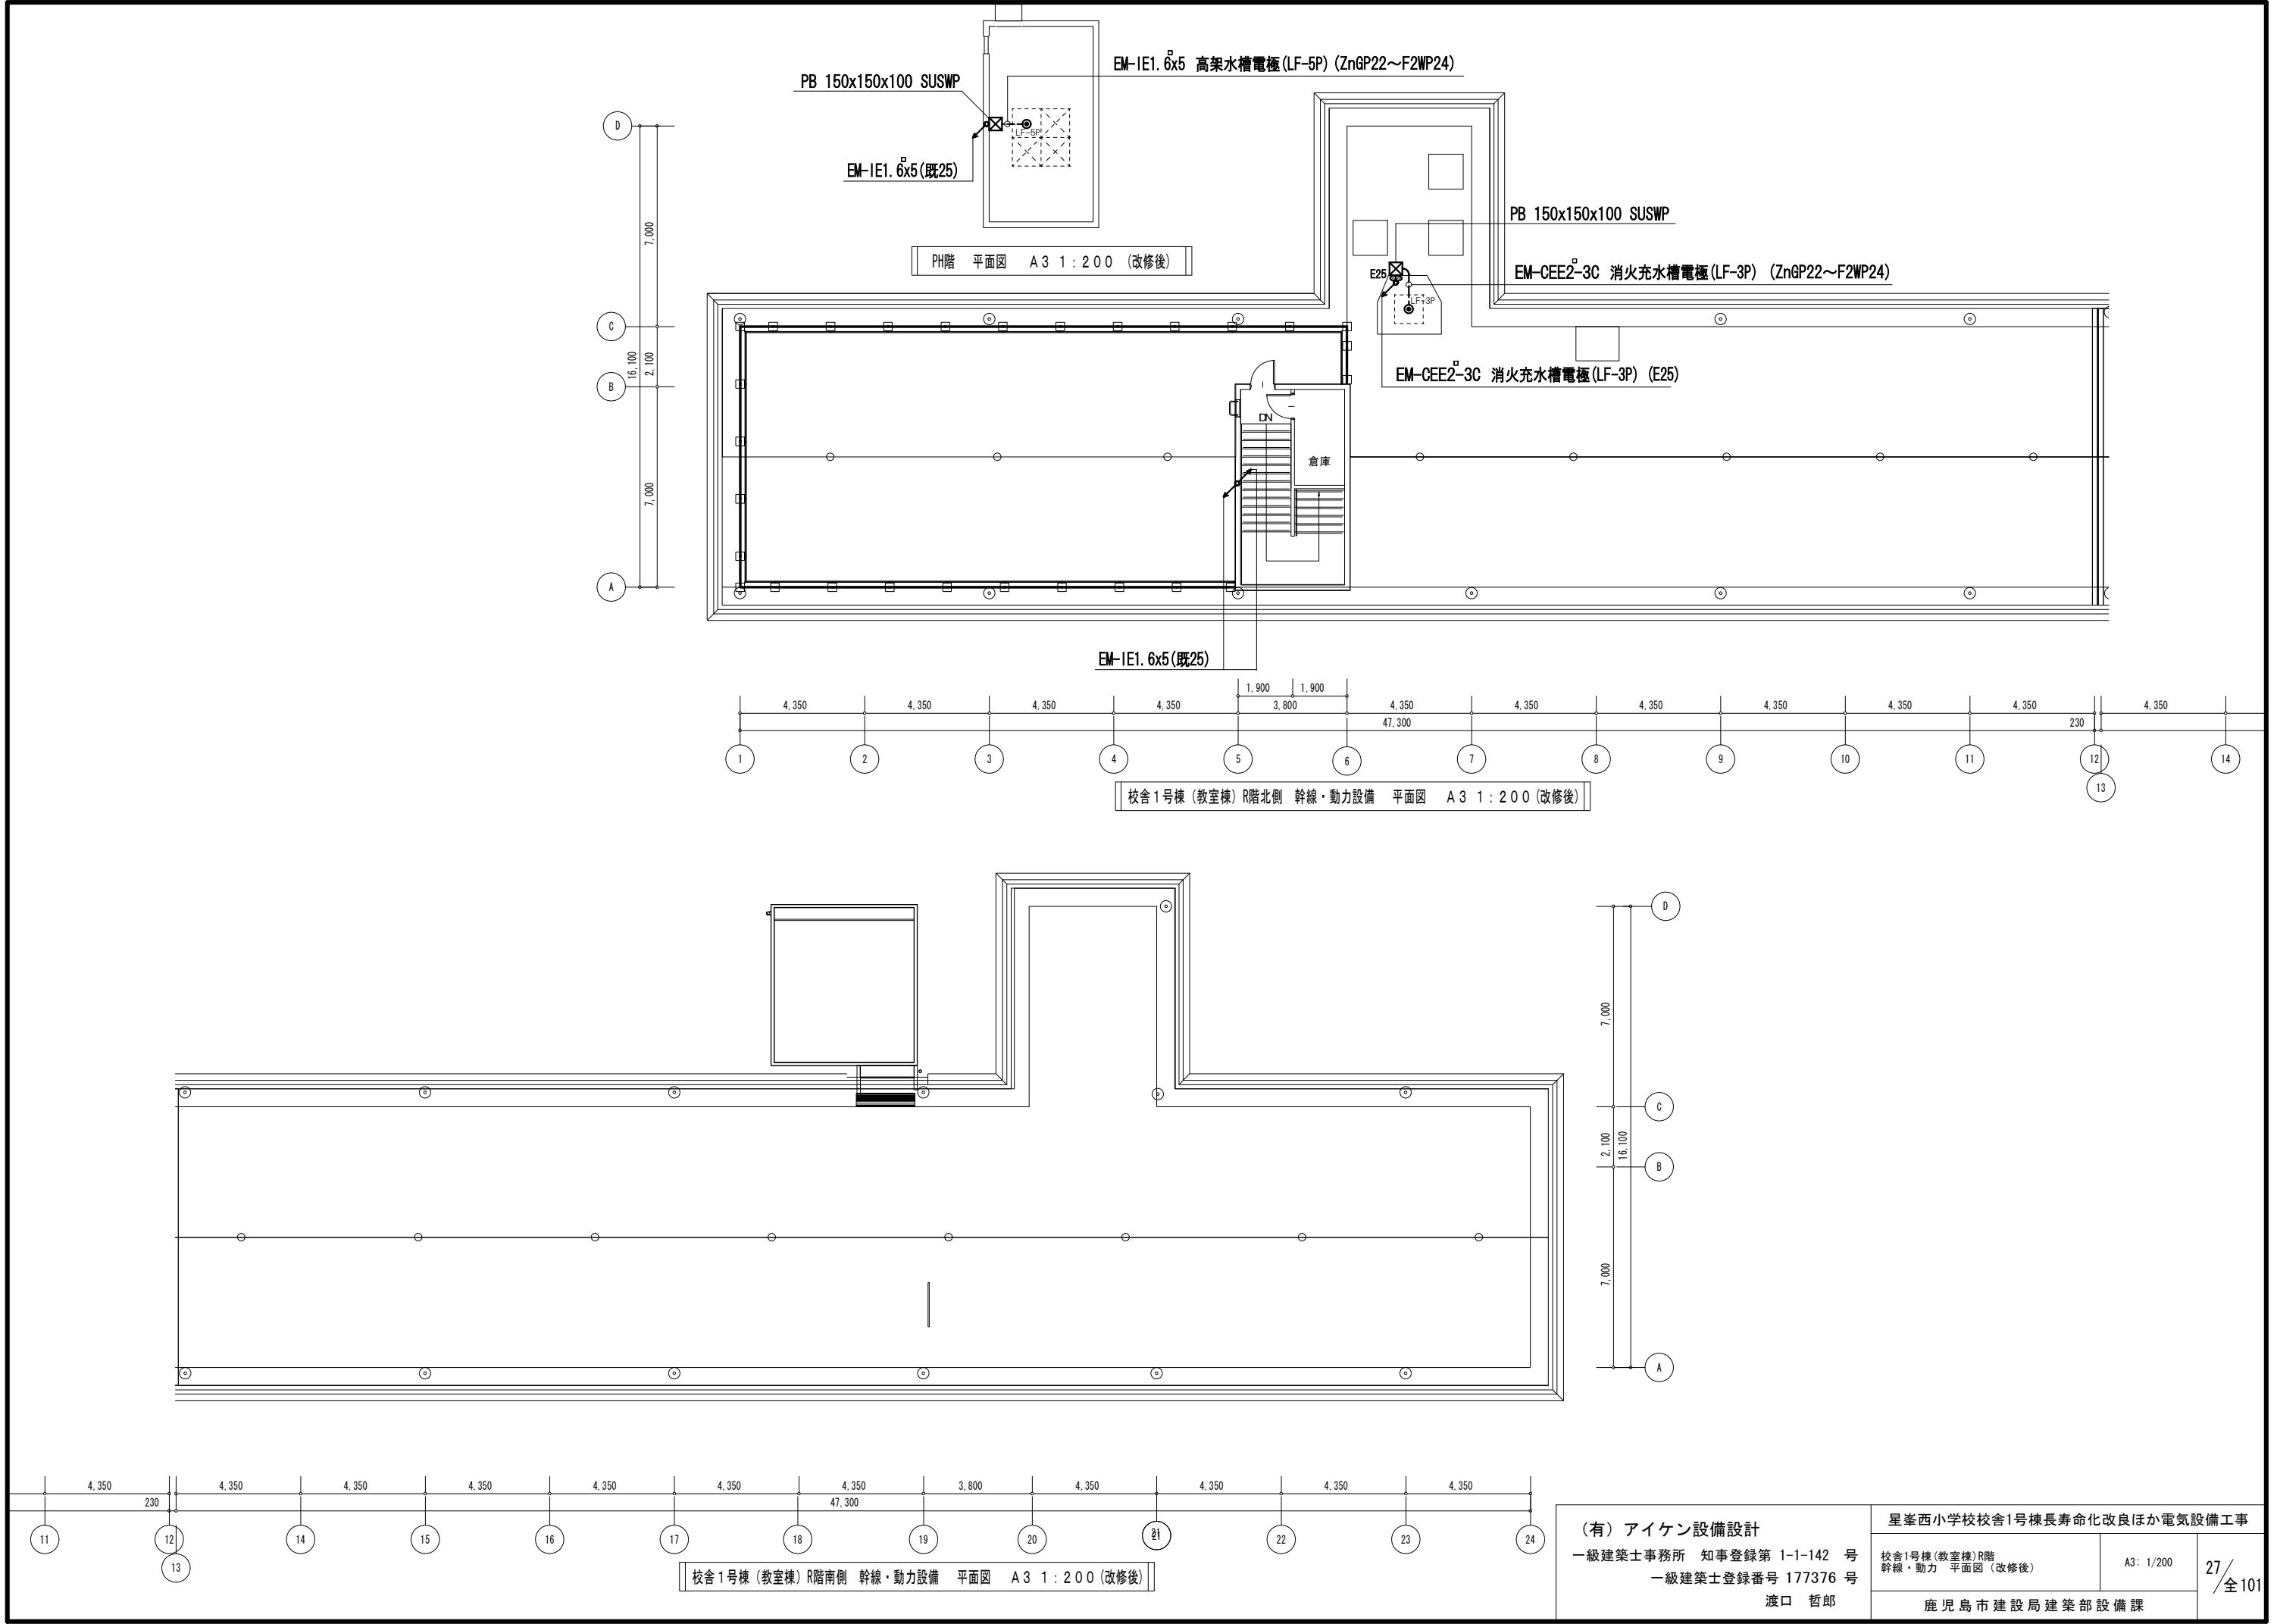 EM-IE1.6x5 高架水槽電極(LF-5P) (ZnGP22～F2WP24)
PB 150x150x100 SUSWP
D
LF-5P
EM-IE1.6x5(既25)
7,000
PB 150x150x100 SUSWP
PH階 平面図 A3 1:200 (改修後)
E25
EM-CEE2-3C 消火充水槽電極(LF-3P) (ZnGP22～F2WP24)
LF-3P
C
16,100
2,100
B
EM-CEE2-3C 消火充水槽電極(LF-3P) (E25)
DN
倉庫
7,000
A
EM-IE1.6x5(既25)
1,900 1,900
4,350 4,350 4,350 4,350 3,800 4,350 4,350 4,350 4,350 4,350 4,350 4,350
47,300 230
1 2 3 4 5 6 7 8 9 10 11 12 14
13
校舎1号棟(教室棟)R階北側 幹線・動力設備 平面図 A3 1:200(改修後)
D
7,000
C
2,100
16,100
B
7,000
A
4,350 4,350 4,350 4,350 4,350 4,350 4,350 3,800 4,350 4,350 4,350 4,350
230 47,300
11 12 14 15 16 17 18 19 20 21 22 23 24
13
校舎1号棟(教室棟)R階南側 幹線・動力設備 平面図 A3 1:200(改修後)
(有)アイケン設備設計
一級建築士事務所 知事登録第 1-1-142 号
一級建築士登録番号 177376 号
渡口 哲郎
星峯西小学校校舎1号棟長寿命化改良ほか電気設備工事
校舎1号棟(教室棟)R階
幹線・動力 平面図(改修後)
A3: 1/200
27/全101
鹿児島市建設局建築部設備課